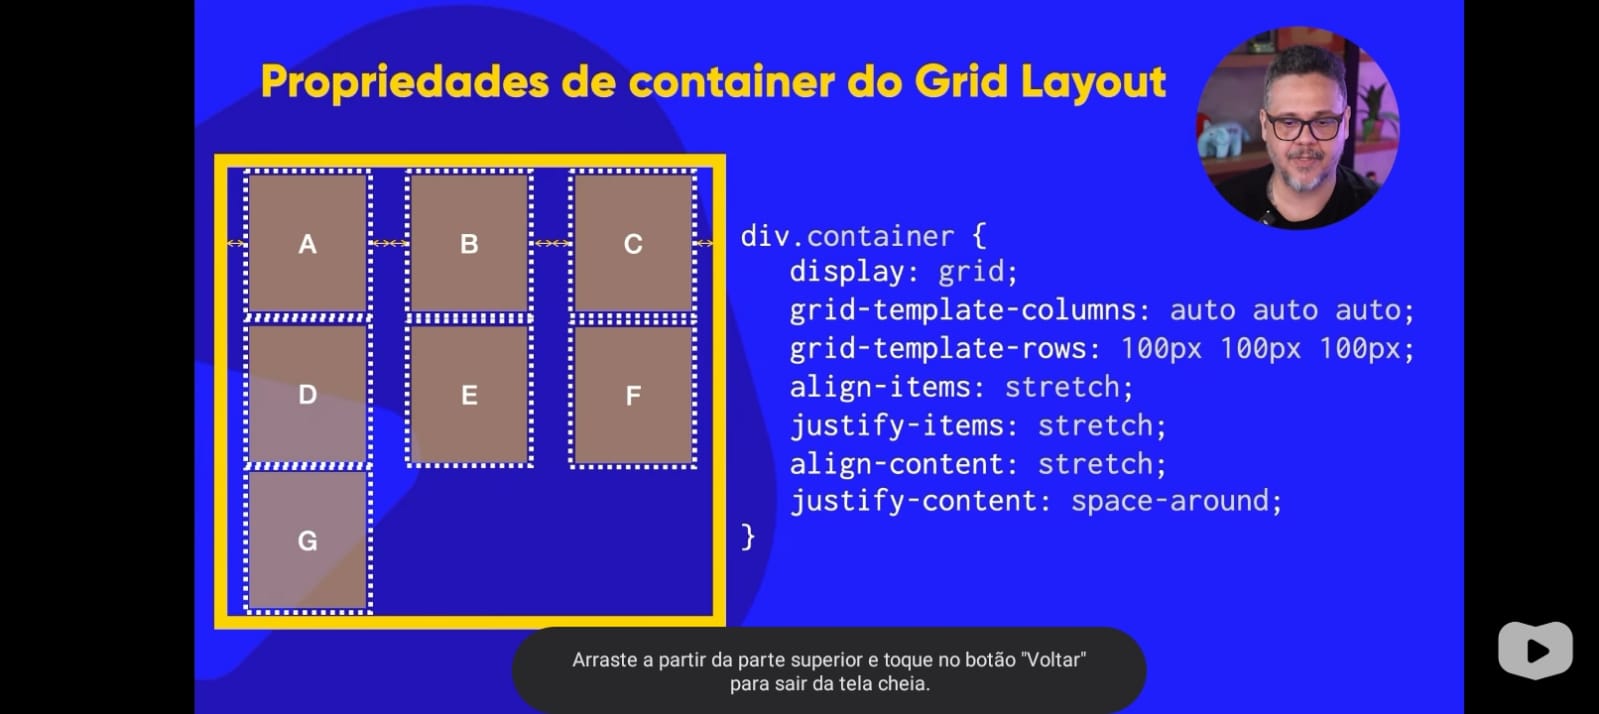 Propriedades de container do Grid Layout
A
B
C
D
E
F
G
div.container {
display: grid;
grid-template-columns: auto auto auto;
grid-template-rows: 100px 100px 100px;
align-items: stretch;
justify-items: stretch;
align-content: stretch;
justify-content: space-around;
}
Arraste a partir da parte superior e toque no botão "Voltar"
para sair da tela cheia.